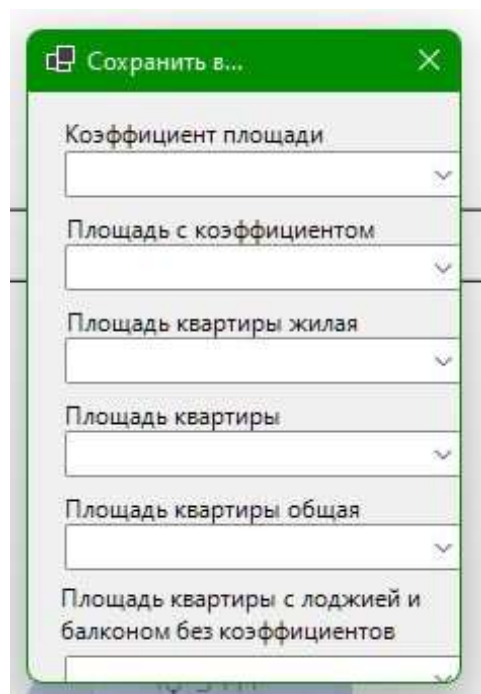 Сохранить в...
Коэффициент площади
Площадь с коэффициентом
Площадь квартиры жилая
Площадь квартиры
Площадь квартиры общая
Площадь квартиры с лоджией и
балконом без коэффициентов